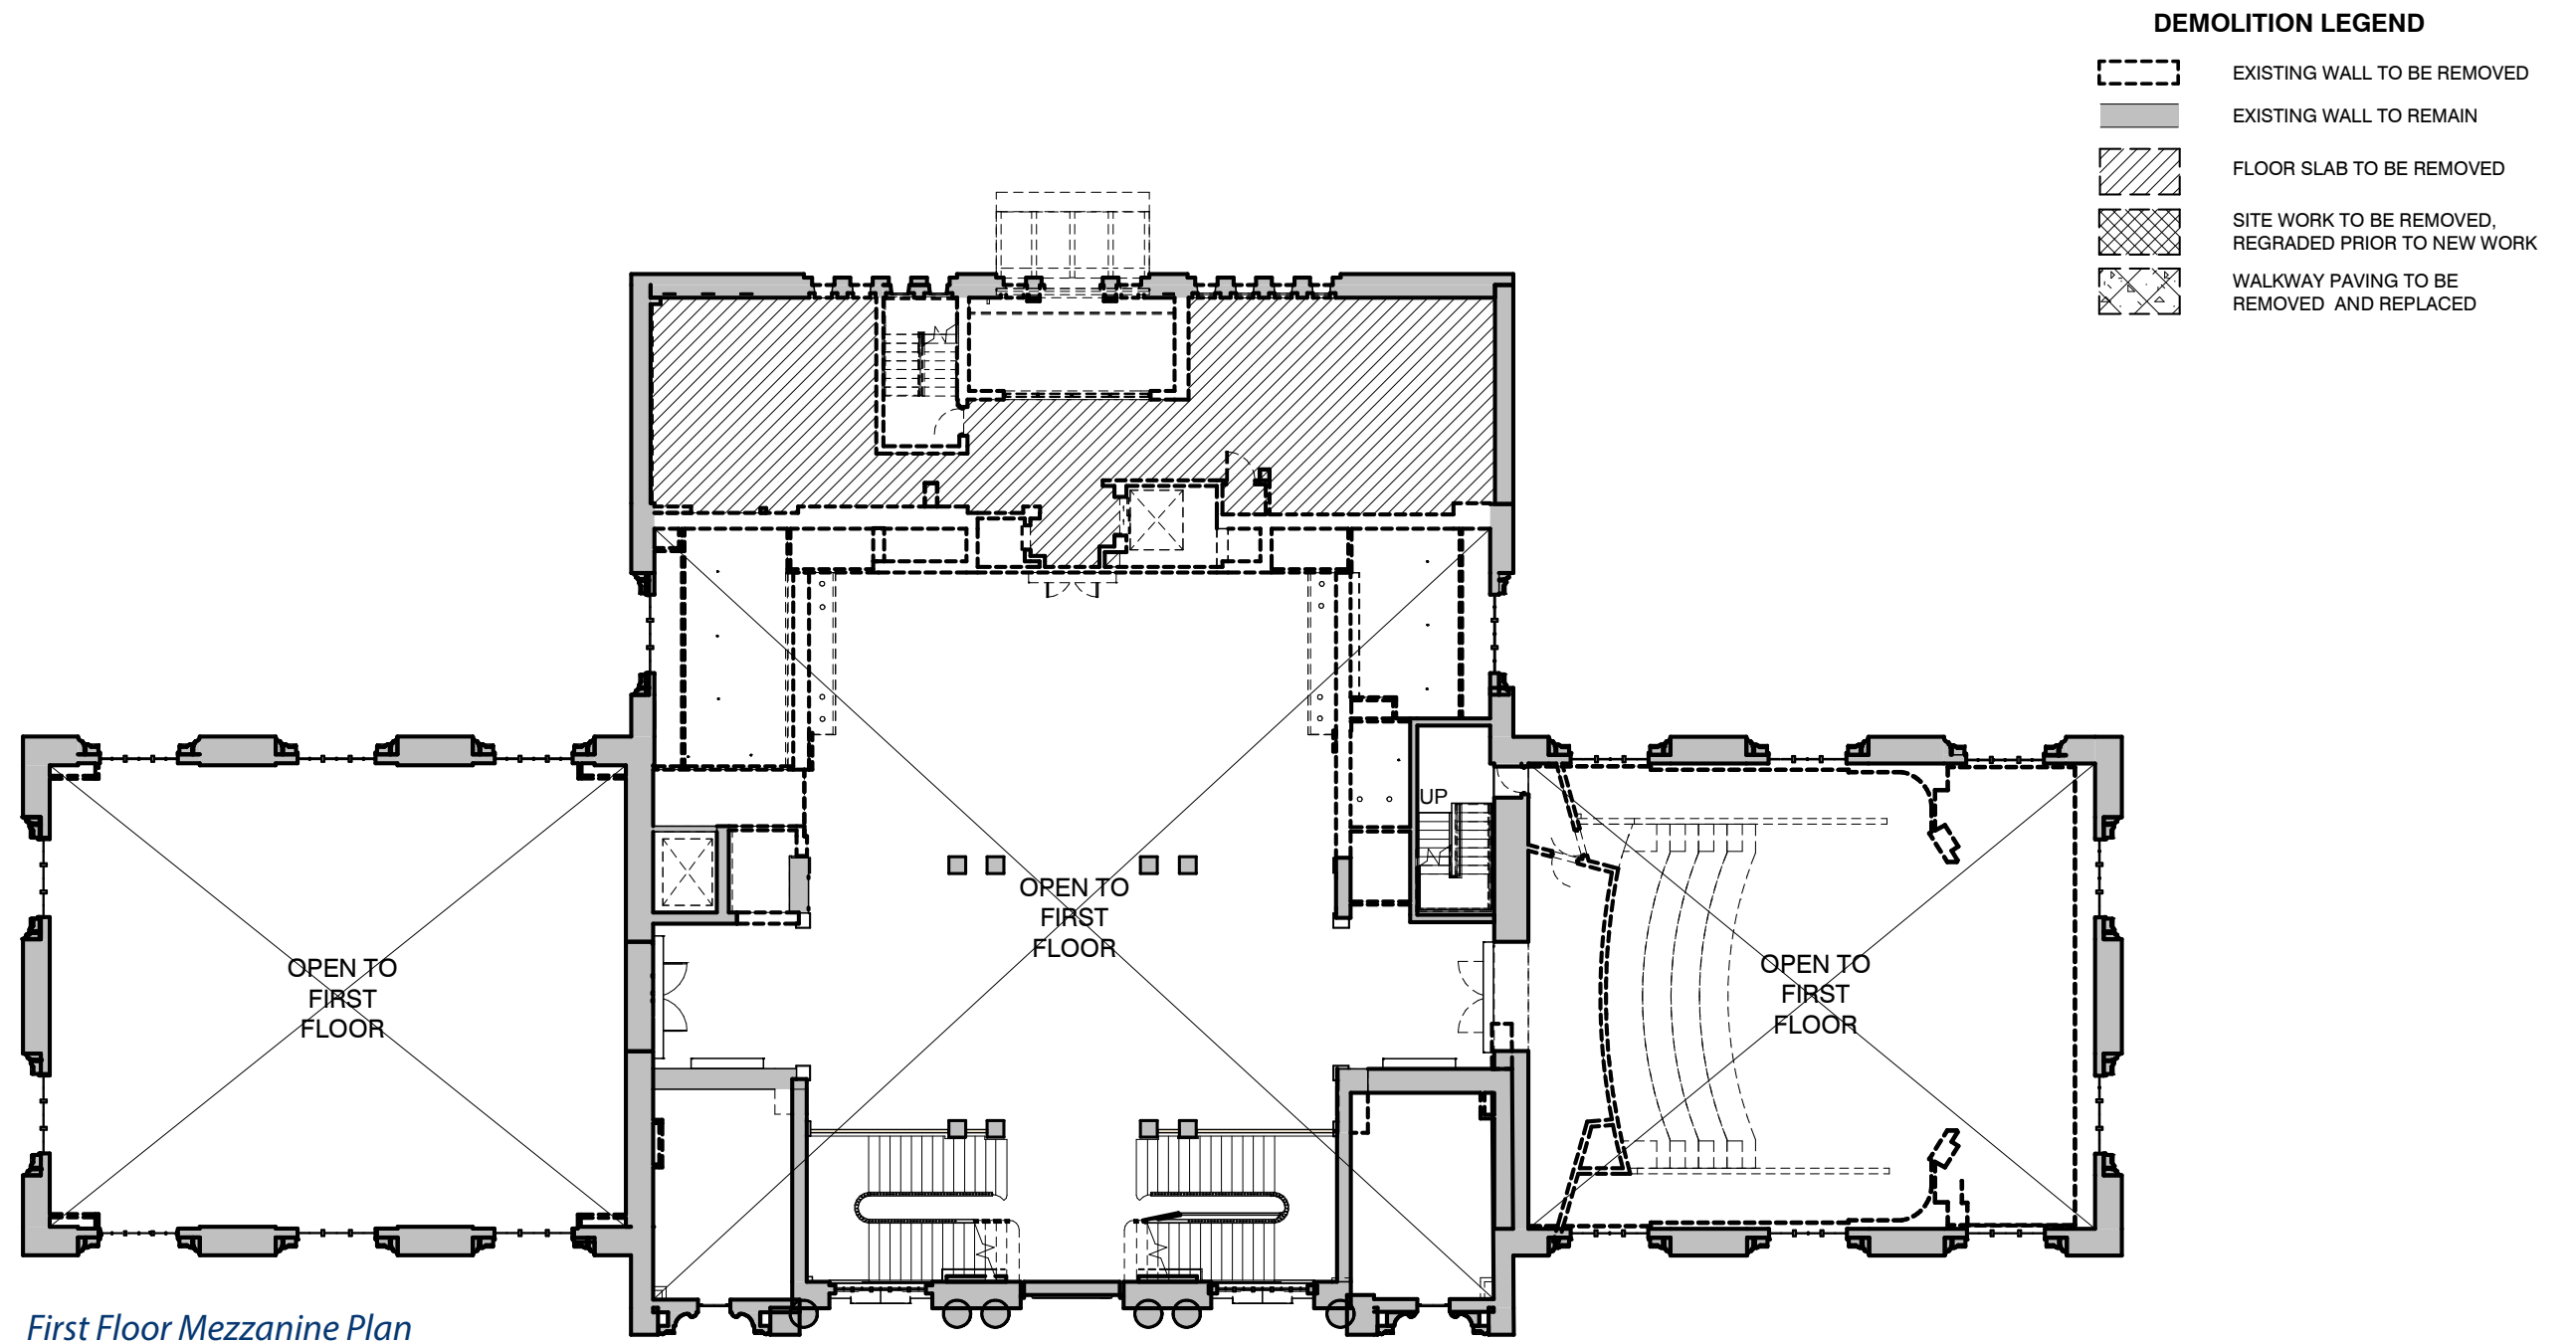 DEMOLITION LEGEND
EXISTING WALL TO BE REMOVED
EXISTING WALL TO REMAIN
FLOOR SLAB TO BE REMOVED
SITE WORK TO BE REMOVED,
REGRADED PRIOR TO NEW WORK
WALKWAY PAVING TO BE
REMOVED AND REPLACED
UP
OPEN TO
FIRST
FLOOR
OPEN TO
FIRST
FLOOR
OPEN TO
FIRST
FLOOR
First Floor Mezzanine Plan